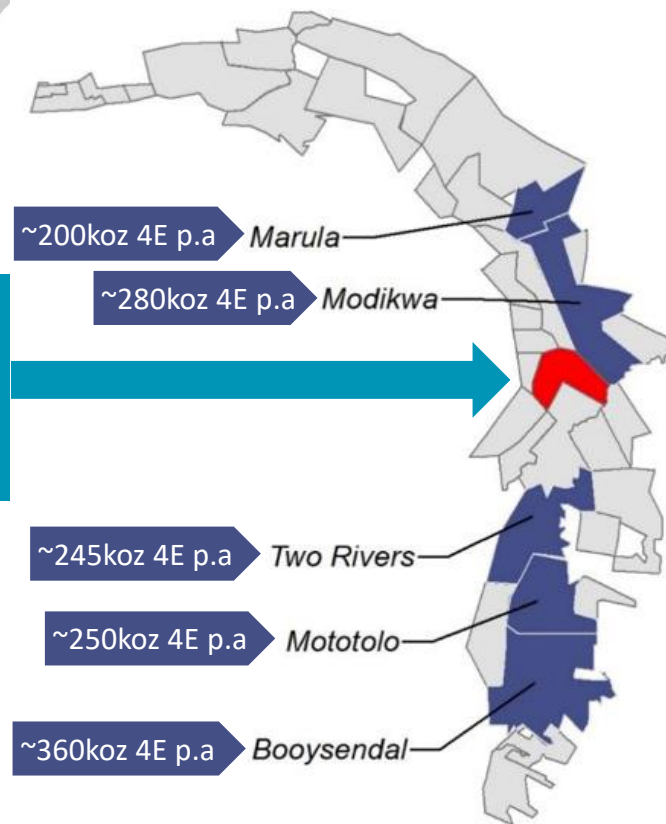 ~200koz 4E p.a Marula
~280koz 4E p.a Modikwa
~245koz 4E p.a Two Rivers
~250koz 4E p.a Mototolo
~360koz 4E p.a Booysendal